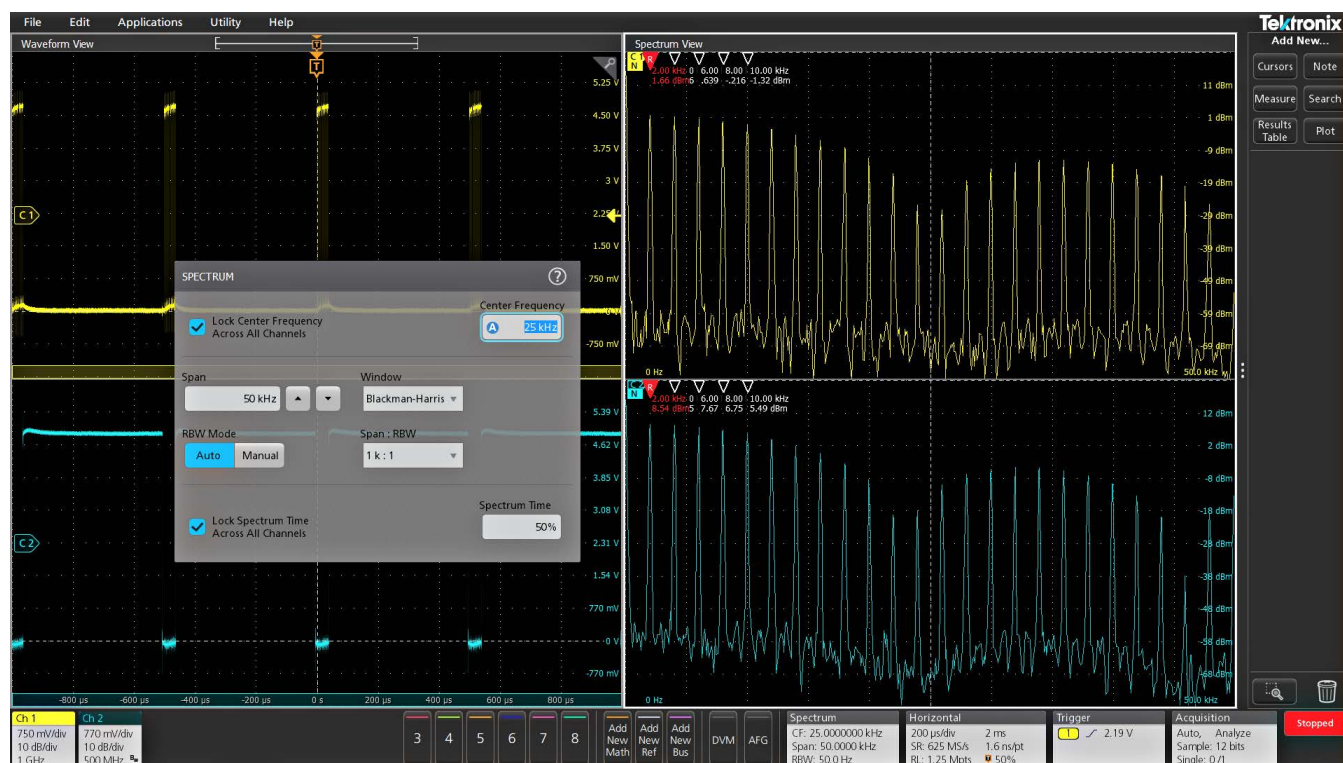 File Edit Applications Utility Help
Tektronix
Waveform View
Spectrum View
Add New...
Cursors Note
Measure Search
Results Table Plot
T
T
5.25 V
4.50 V
3.75 V
3 V
1.50 V
750 mV
-750 mV
C 1
5.39 V
4.62 V
3.85 V
3.08 V
2.31 V
1.54 V
770 mV
0 V
-770 mV
C 2
-800 µs -600 µs -400 µs -200 µs 0 s 200 µs 400 µs 600 µs 800 µs
SPECTRUM ?
Lock Center Frequency
Across All Channels
Center Frequency
A 25 kHz
Span Window
50 kHz Blackman-Harris
RBW Mode Span : RBW
Auto Manual 1 k : 1
Lock Spectrum Time
Across All Channels
Spectrum Time
50%
C 1
N
R
2.00 kHz 0 6.00 8.00 10.00 kHz
1.66 dBm 6 .639 -.216 -1.32 dBm
11 dBm
1 dBm
-9 dBm
-19 dBm
-29 dBm
-39 dBm
-49 dBm
-59 dBm
-69 dBm
0 Hz 50.0 kHz
C 2
N
R
2.00 kHz 0 6.00 8.00 10.00 kHz
8.54 dBm 5 7.67 6.75 5.49 dBm
12 dBm
2 dBm
-8 dBm
-18 dBm
-28 dBm
-38 dBm
-48 dBm
-58 dBm
-68 dBm
0 Hz 50.0 kHz
Ch 1
750 mV/div
10 dB/div
1 GHz
Ch 2
770 mV/div
10 dB/div
500 MHz
3 4 5 6 7 8
Add New Math
Add New Ref
Add New Bus
DVM AFG
Spectrum
CF: 25.0000000 kHz
Span: 50.0000 kHz
RBW: 50.0 Hz
Horizontal
200 µs/div 2 ms
SR: 625 MS/s 1.6 ns/pt
RL: 1.25 Mpts 50%
Trigger
1 2.19 V
Acquisition
Auto, Analyze
Sample: 12 bits
Single: 0 /1
Stopped